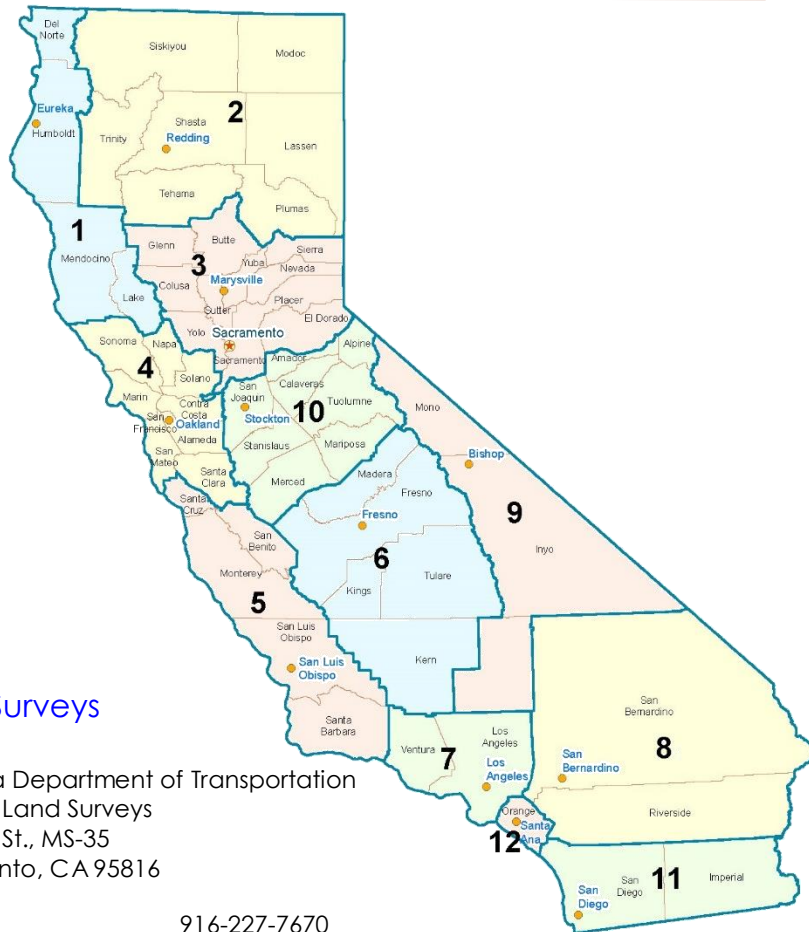 Del
Norte
Siskiyou
Modoc
Eureka
Humboldt
Trinity
Shasta
2
Redding
Lassen
Tehama
Plumas
1
Mendocino
Lake
Glenn
Butte
Sierra
3
Yuba
Nevada
Colusa
Marysville
Placer
Sutter
El Dorado
Yolo
Sacramento
Sacramento
Sonoma
Napa
4
Solano
Marin
Contra
Costa
San
Francisco
Oakland
Alameda
San
Mateo
Santa
Clara
Amador
Alpine
San
Joaquin
Calaveras
10
Tuolumne
Stockton
Stanislaus
Mariposa
Merced
Mono
Bishop
9
Inyo
Madera
Fresno
Fresno
6
Kings
Tulare
Kern
Santa
Cruz
San
Benito
Monterey
5
San Luis
Obispo
San Luis
Obispo
Santa
Barbara
Ventura
7
Los
Angeles
Los
Angeles
San
Bernardino
8
San
Bernardino
Riverside
Orange
Santa
Ana
12
San
Diego
11
Imperial
San
Diego
Surveys
a Department of Transportation
Land Surveys
St., MS-35
nto, CA 95816
916-227-7670